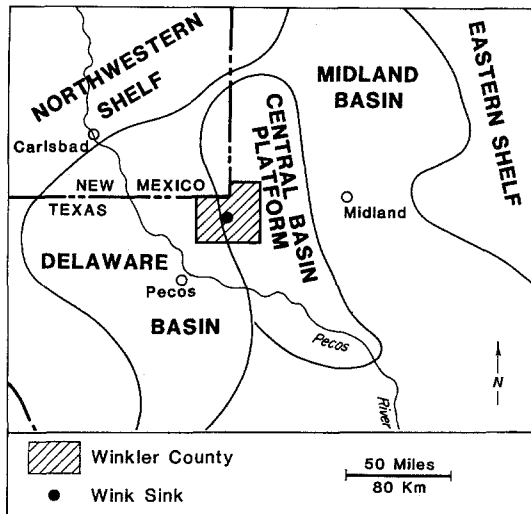 NORTHWESTERN
SHELF
MIDLAND
BASIN
EASTERN SHELF
Carlsbad
CENTRAL BASIN
PLATFORM
NEW MEXICO
TEXAS
Midland
DELAWARE
Pecos
BASIN
Pecos
River
N
Winkler County
Wink Sink
50 Miles
80 Km